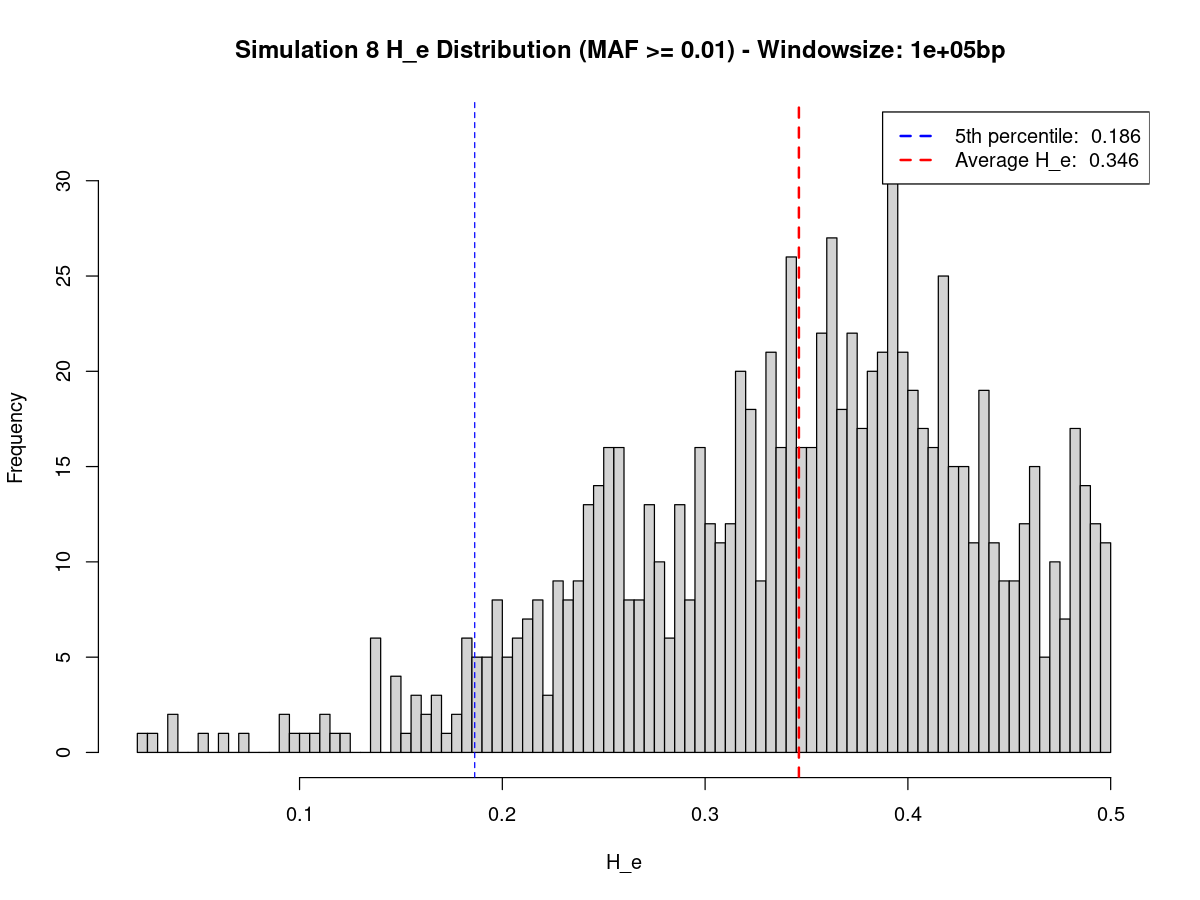 Simulation 8 H_e Distribution (MAF >= 0.01) - Windowsize: 1e+05bp
5th percentile:  0.186
Average H_e:  0.346
Frequency
30
25
20
15
10
5
0
0.1
0.2
0.3
0.4
0.5
H_e